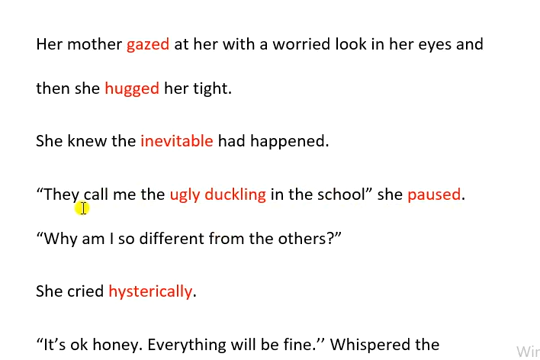 Her mother gazed at her with a worried look in her eyes and
then she hugged her tight.
She knew the inevitable had happened.
“They call me the ugly duckling in the school” she paused.
“Why am I so different from the others?”
She cried hysterically.
“It’s ok honey. Everything will be fine.’’ Whispered the